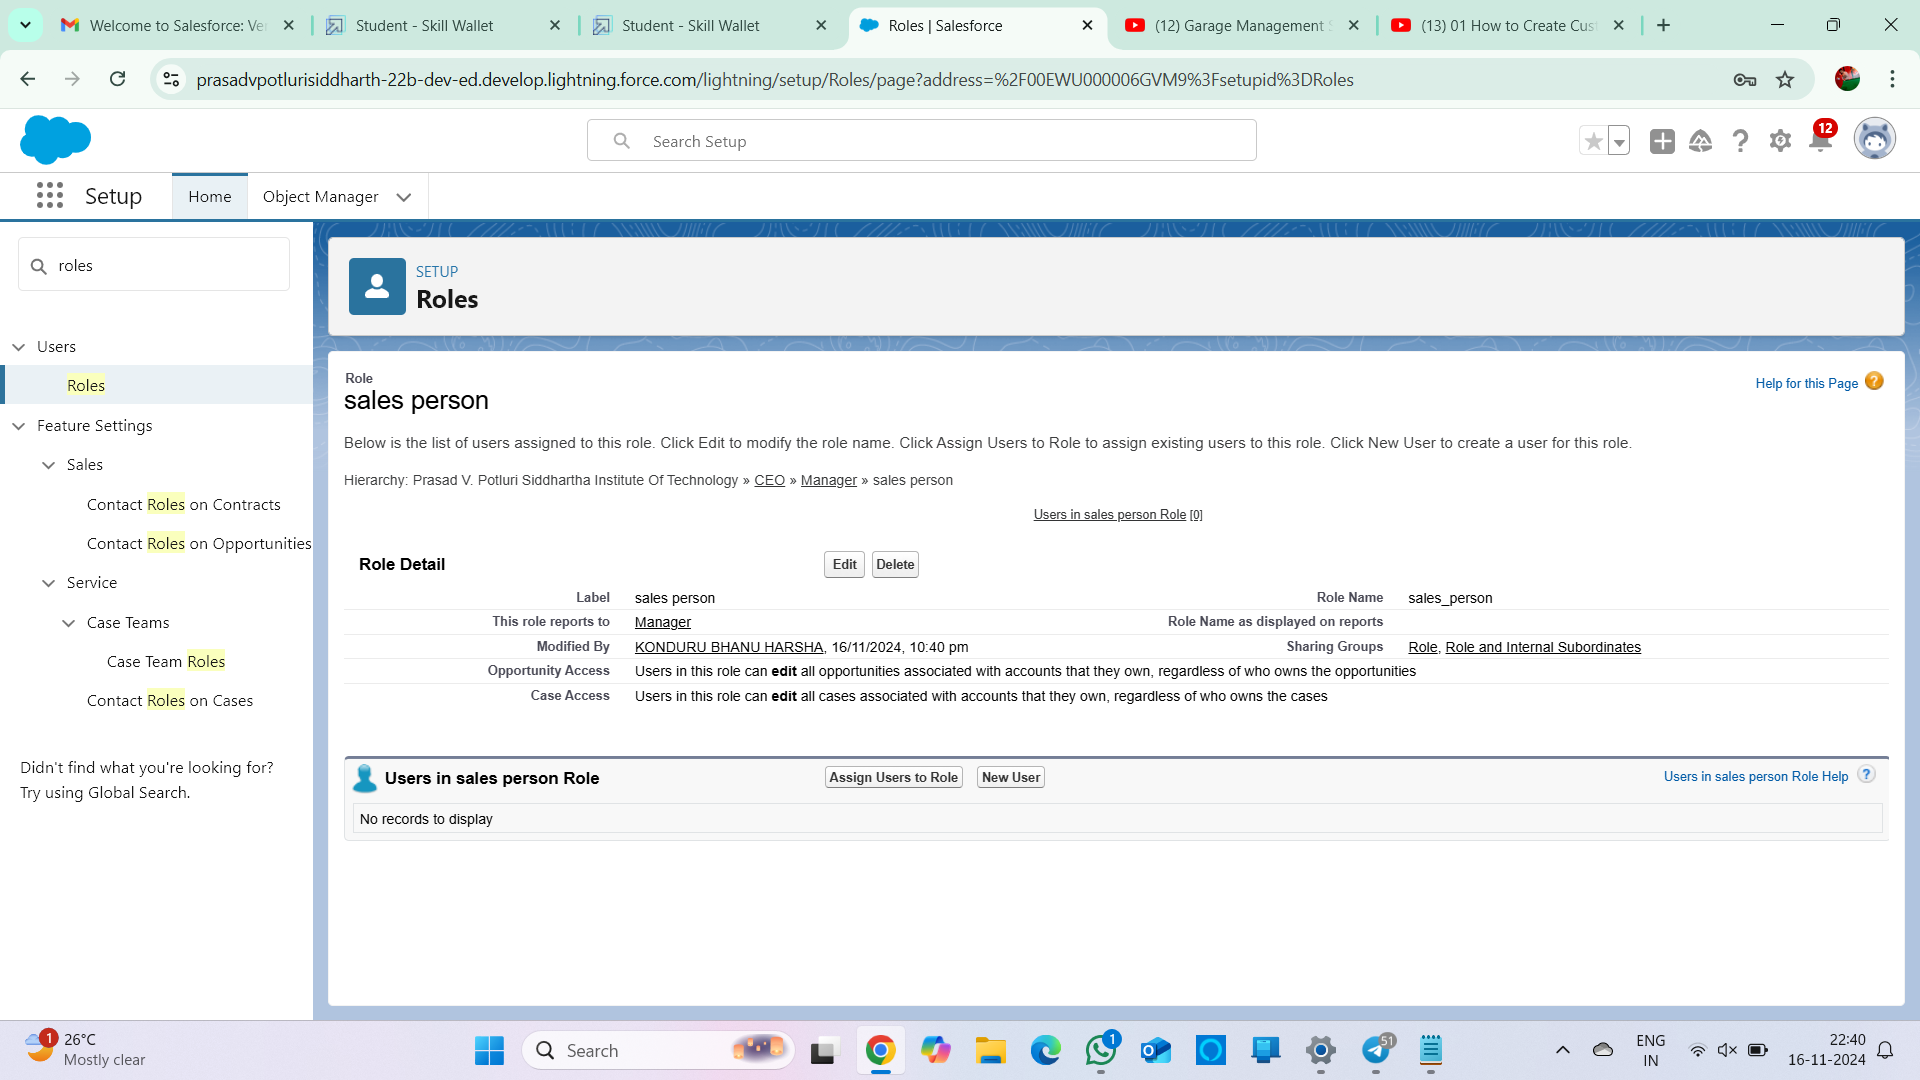 Welcome to Salesforce: Ve
Student - Skill Wallet
Student - Skill Wallet
Roles | Salesforce
(12) Garage Management
(13) 01 How to Create Cus
prasadvpotlurisiddharth-22b-dev-ed.develop.lightning.force.com/lightning/setup/Roles/page?address=%2F00EWU000006GVM9%3Fsetupid%3DRoles
Search Setup
12
Setup
Home
Object Manager
roles
Users
Roles
Feature Settings
Sales
Contact Roles on Contracts
Contact Roles on Opportunities
Service
Case Teams
Case Team Roles
Contact Roles on Cases
Didn't find what you're looking for?
Try using Global Search.
SETUP
Roles
Role
sales person
Help for this Page
Below is the list of users assigned to this role. Click Edit to modify the role name. Click Assign Users to Role to assign existing users to this role. Click New User to create a user for this role.
Hierarchy: Prasad V. Potluri Siddhartha Institute Of Technology » CEO » Manager » sales person
Users in sales person Role [0]
Role Detail
Edit
Delete
Label sales person
Role Name sales_person
This role reports to Manager
Role Name as displayed on reports
Modified By KONDURU BHANU HARSHA, 16/11/2024, 10:40 pm
Sharing Groups Role, Role and Internal Subordinates
Opportunity Access Users in this role can edit all opportunities associated with accounts that they own, regardless of who owns the opportunities
Case Access Users in this role can edit all cases associated with accounts that they own, regardless of who owns the cases
Users in sales person Role
Assign Users to Role
New User
Users in sales person Role Help
No records to display
1
26°C
Mostly clear
Search
1
51
ENG
IN
22:40
16-11-2024